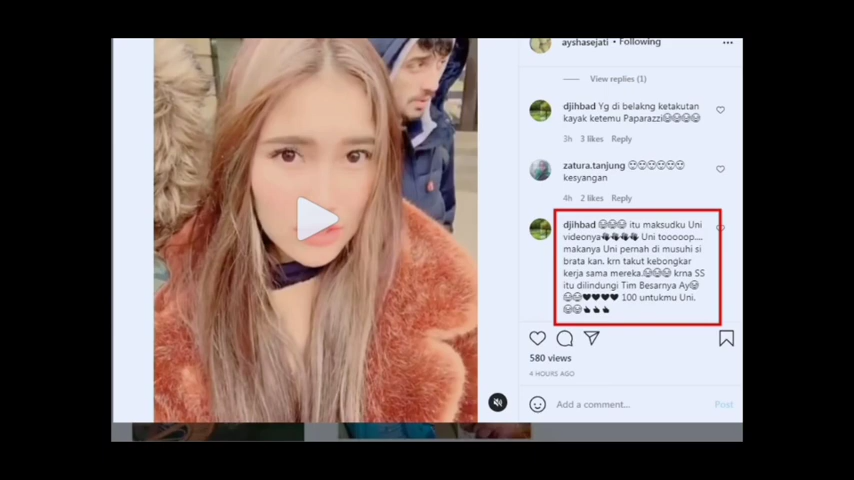 ayshasejati • Following
View replies (1)
djihbad Yg di belakng ketakutan
kayak ketemu Paparazzi😂😂😂😂
3h 3 likes Reply
zatura.tanjung 😍😍😍😍😍😍
kesyangan
4h 2 likes Reply
djihbad 😂😂😂 itu maksudku Uni
videonya👏👏👏👏 Uni tooooop....
makanya Uni pernah di musuhi si
brata kan. krn takut kebongkar
kerja sama mereka.😂😂😂 krna SS
itu dilindungi Tim Besarnya Ay😂
😂😂❤❤❤❤ 100 untukmu Uni.
😂😂👍👍👍
580 views
4 HOURS AGO
Add a comment...
Post